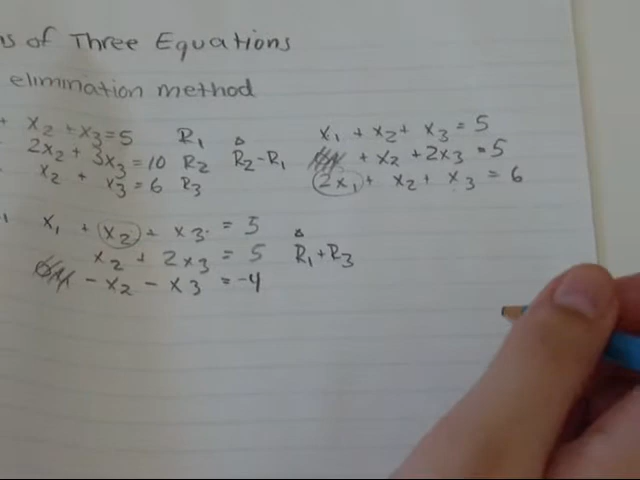 s of Three Equations
elimination method
+ x₂ + x₃ = 5 R₁
2x₂ + 3x₃ = 10 R₂ R₂-R₁
x₂ + x₃ = 6 R₃
x₁ + x₂ + x₃ = 5
+ x₂ + 2x₃ = 5
2x₁ + x₂ + x₃ = 6
x₁ + x₂ + x₃ = 5
x₂ + 2x₃ = 5 R₁+R₃
- x₂ - x₃ = -4